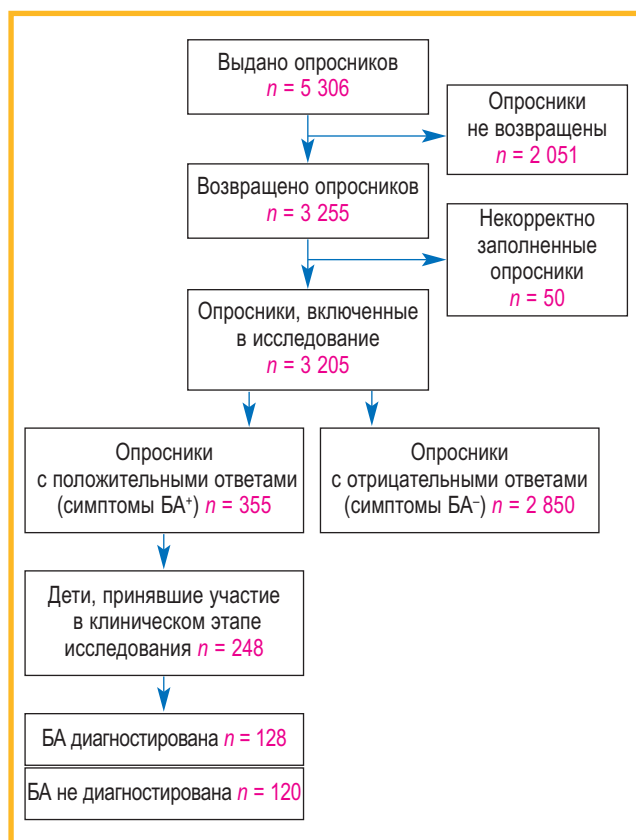 Выдано опросников
n = 5 306
Опросники
не возвращены
n = 2 051
Возвращено опросников
n = 3 255
Некорректно
заполненные
опросники
n = 50
Опросники, включенные
в исследование
n = 3 205
Опросники
с положительными ответами
(симптомы БА⁺) n = 355
Опросники
с отрицательными ответами
(симптомы БА⁻) n = 2 850
Дети, принявшие участие
в клиническом этапе
исследования n = 248
БА диагностирована n = 128
БА не диагностирована n = 120